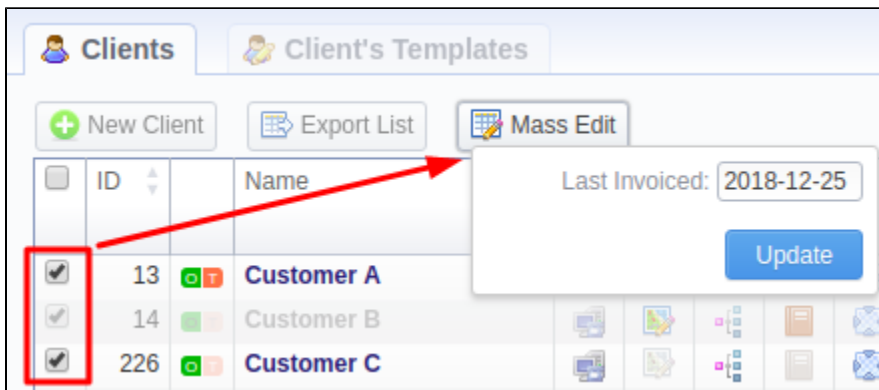 Clients
Client's Templates
New Client
Export List
Mass Edit
ID
Name
Last Invoiced: 2018-12-25
Update
13 O T Customer A
14 Customer B
226 O Customer C